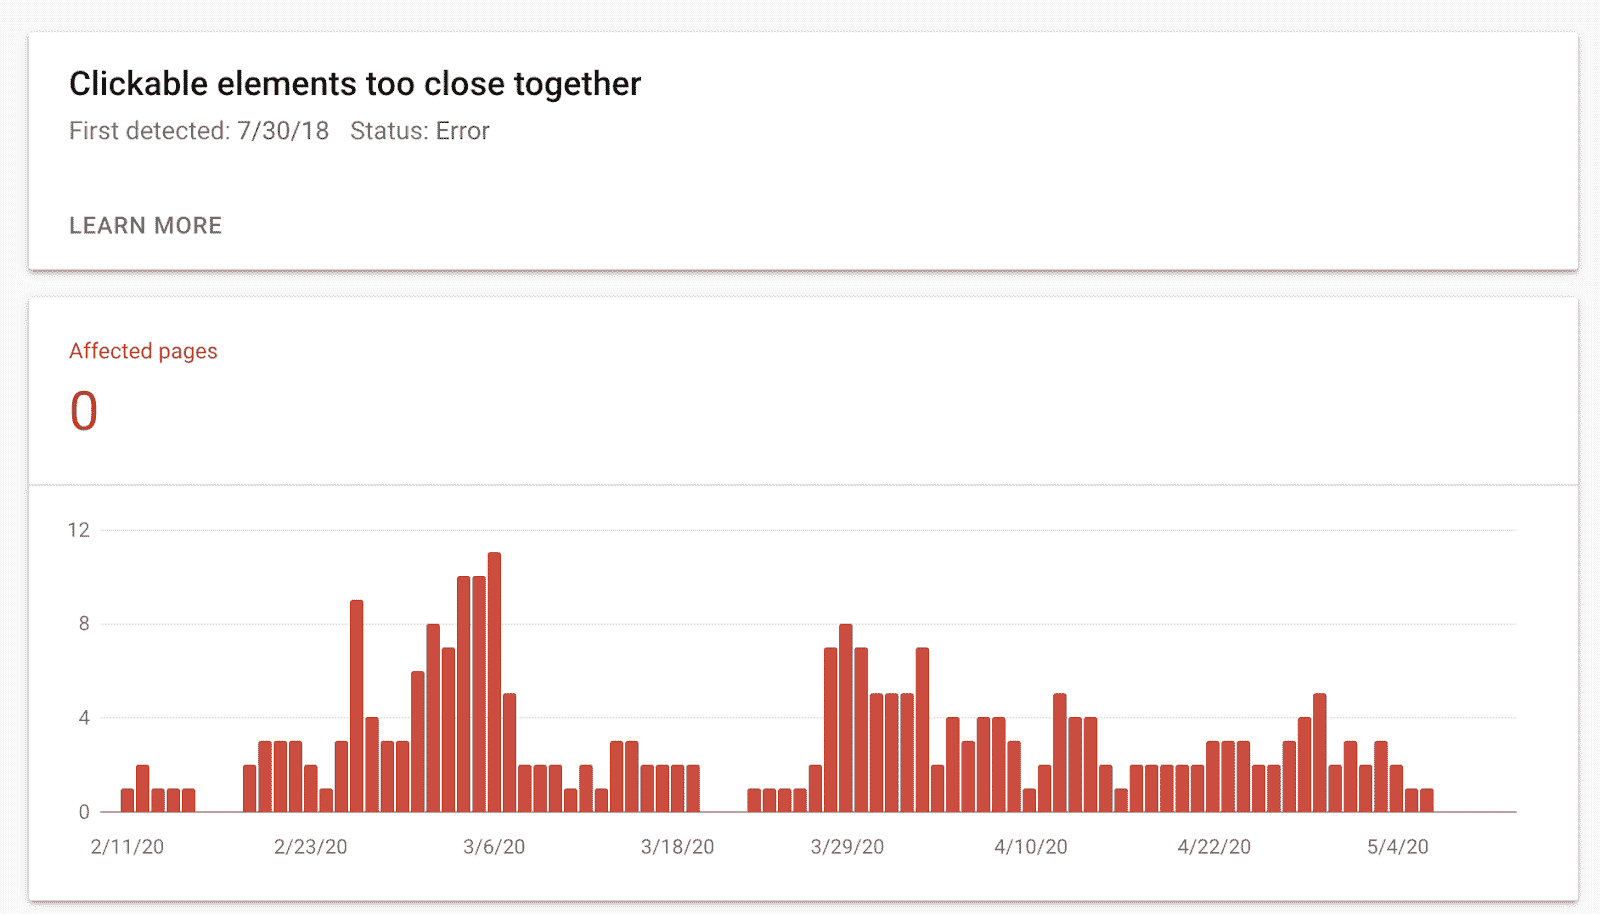 Clickable elements too close together
First detected: 7/30/18 Status: Error
LEARN MORE
Affected pages
0
12
8
4
0
2/11/20 2/23/20 3/6/20 3/18/20 3/29/20 4/10/20 4/22/20 5/4/20